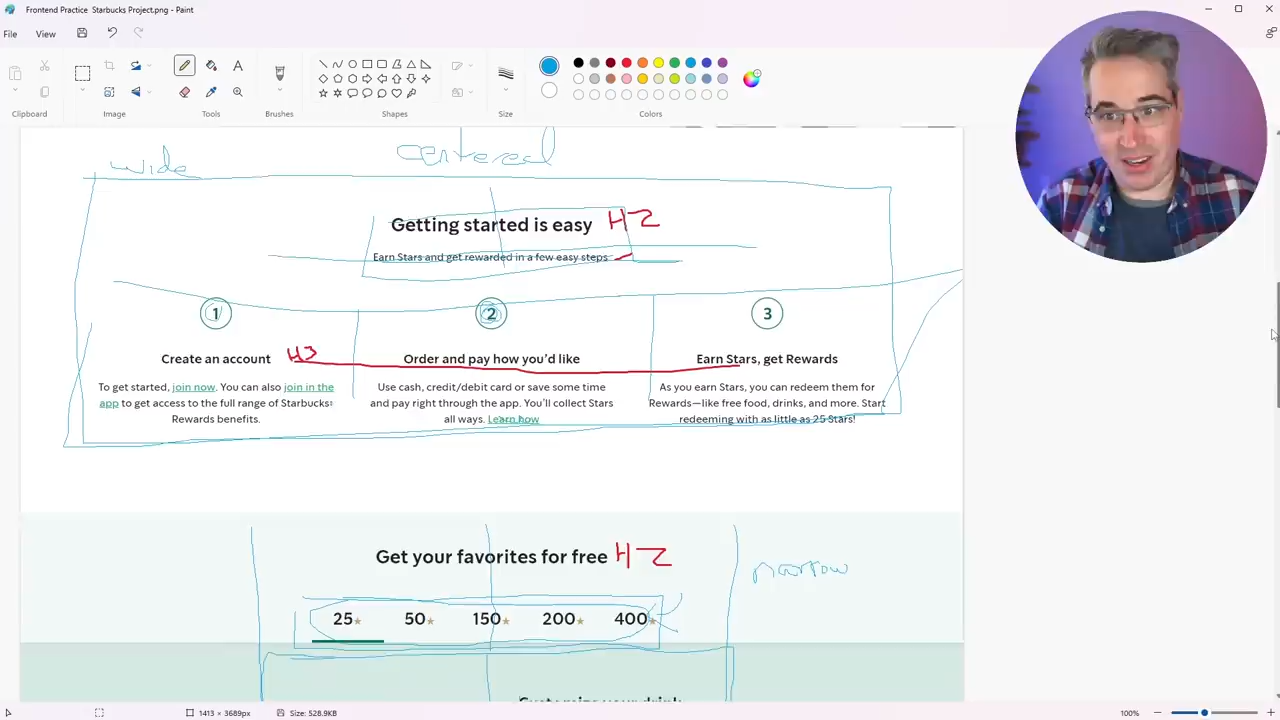 Frontend Practice Starbucks Project.png - Paint
File View
Clipboard Image Tools Brushes Shapes Size Colors
wide centered
Getting started is easy H2
Earn Stars and get rewarded in a few easy steps
1 2 3
Create an account H3 Order and pay how you’d like Earn Stars, get Rewards
To get started, join now. You can also join in the Use cash, credit/debit card or save some time As you earn Stars, you can redeem them for
app to get access to the full range of Starbucks® and pay right through the app. You’ll collect Stars Rewards—like free food, drinks, and more. Start
Rewards benefits. all ways. Learn how redeeming with as little as 25 Stars!
Get your favorites for free H2
narrow
25★ 50★ 150★ 200★ 400★
Customize your drink
1413 × 3689px Size: 528.9KB 100%